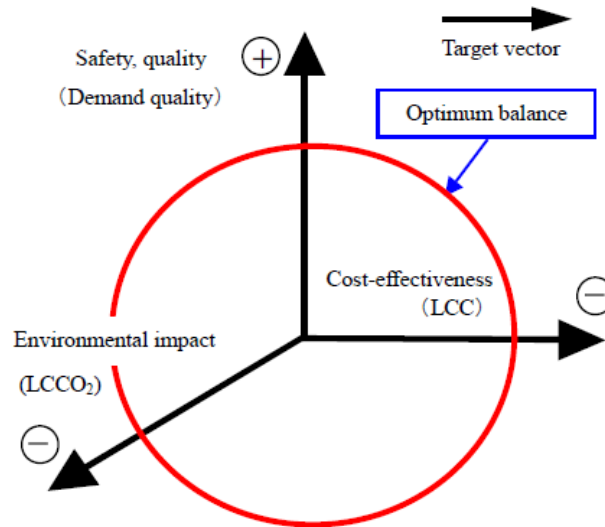 Safety, quality
（Demand quality）
+
Target vector
Optimum balance
Cost-effectiveness
（LCC）
−
Environmental impact
(LCCO₂)
−